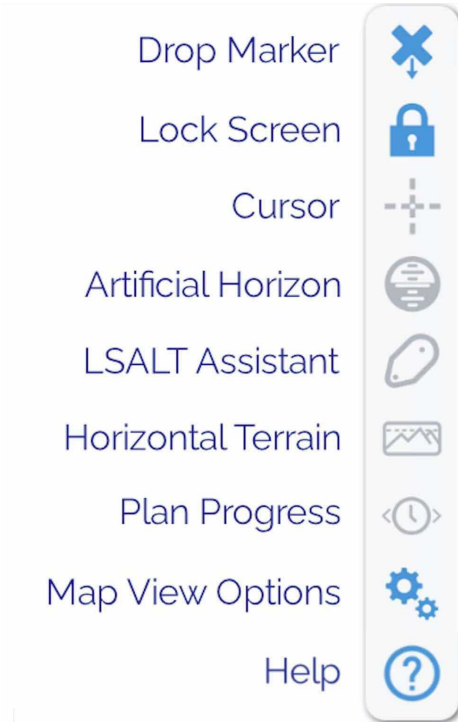 Drop Marker
Lock Screen
Cursor
Artificial Horizon
LSALT Assistant
Horizontal Terrain
Plan Progress
Map View Options
Help